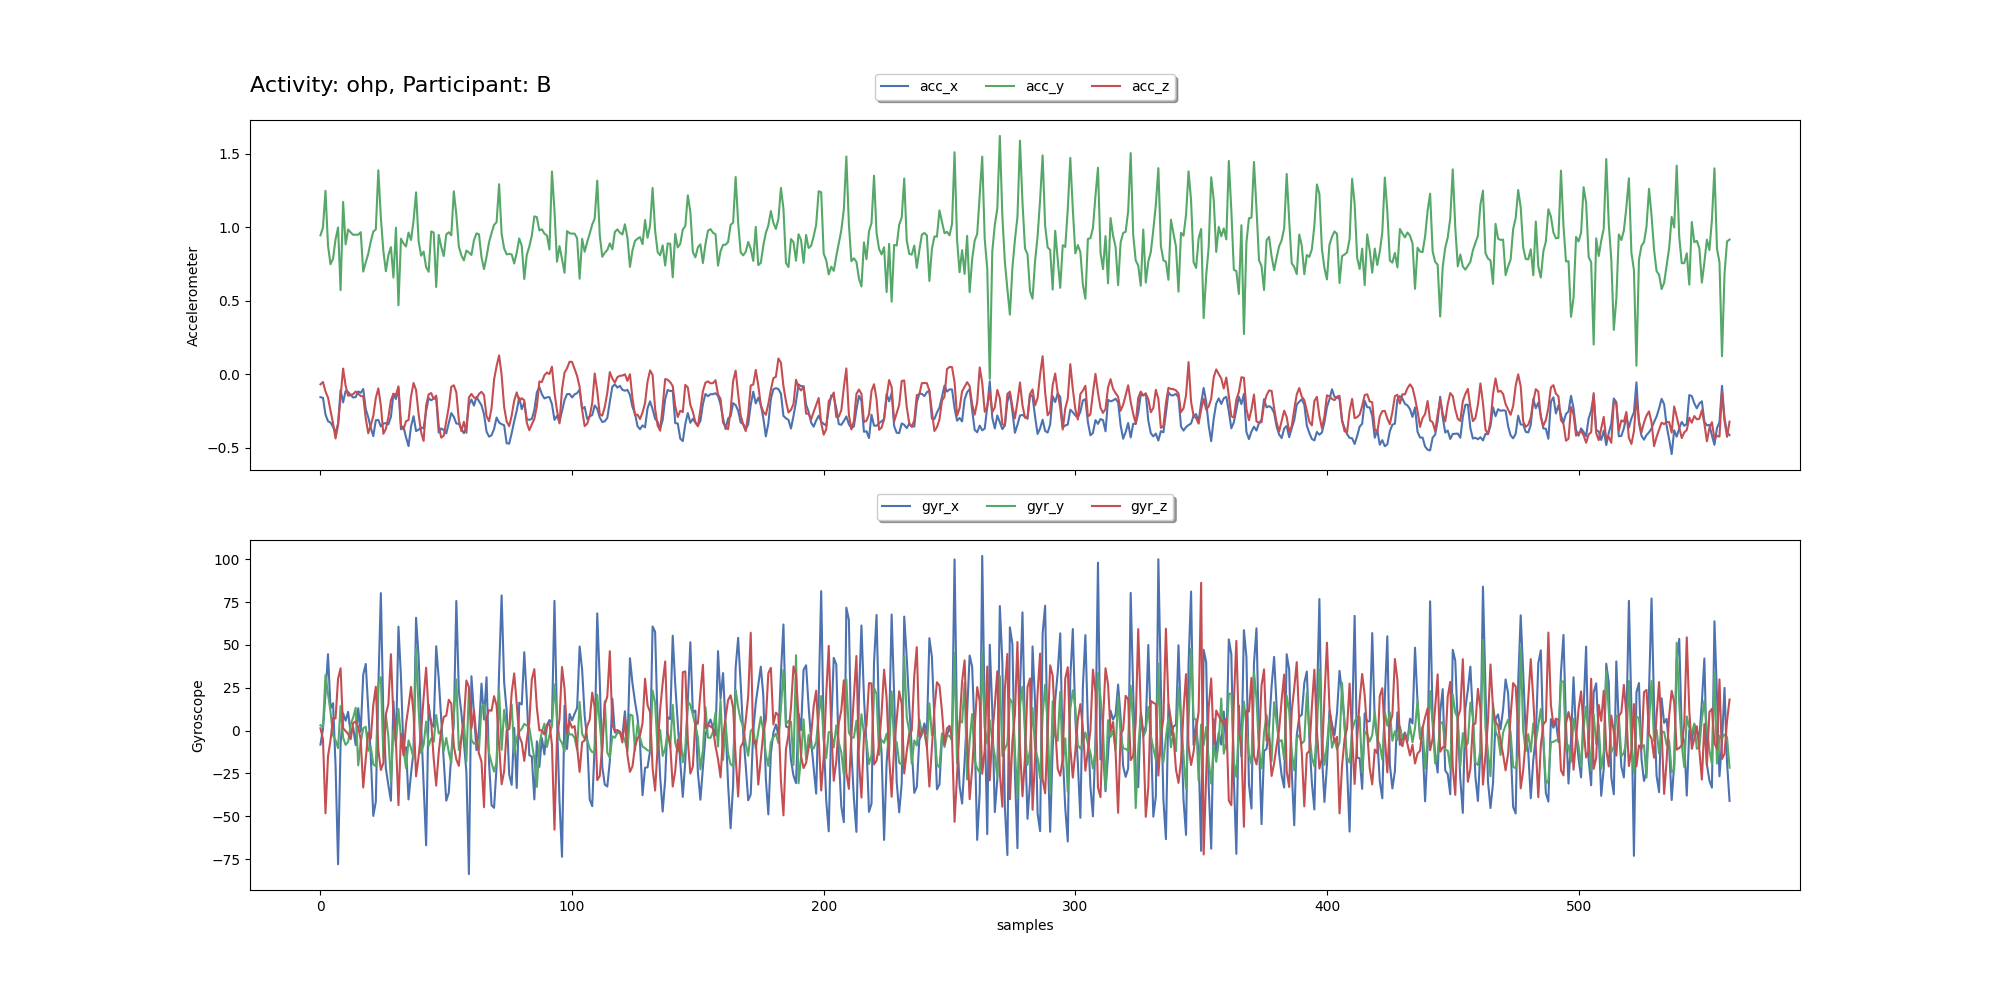 Activity: ohp, Participant: B
acc_x acc_y acc_z
1.5
1.0
0.5
0.0
−0.5
Accelerometer
gyr_x gyr_y gyr_z
100
75
50
25
0
−25
−50
−75
Gyroscope
0 100 200 300 400 500
samples